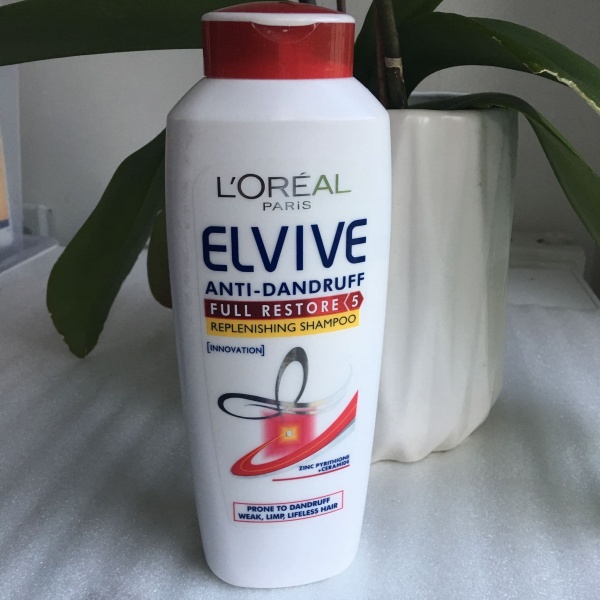 L'ORÉAL
PARIS
ELVIVE
ANTI-DANDRUFF
FULL RESTORE 5
REPLENISHING SHAMPOO
[INNOVATION]
ZINC PYRITHIONE
+CERAMIDE
PRONE TO DANDRUFF
WEAK, LIMP, LIFELESS HAIR